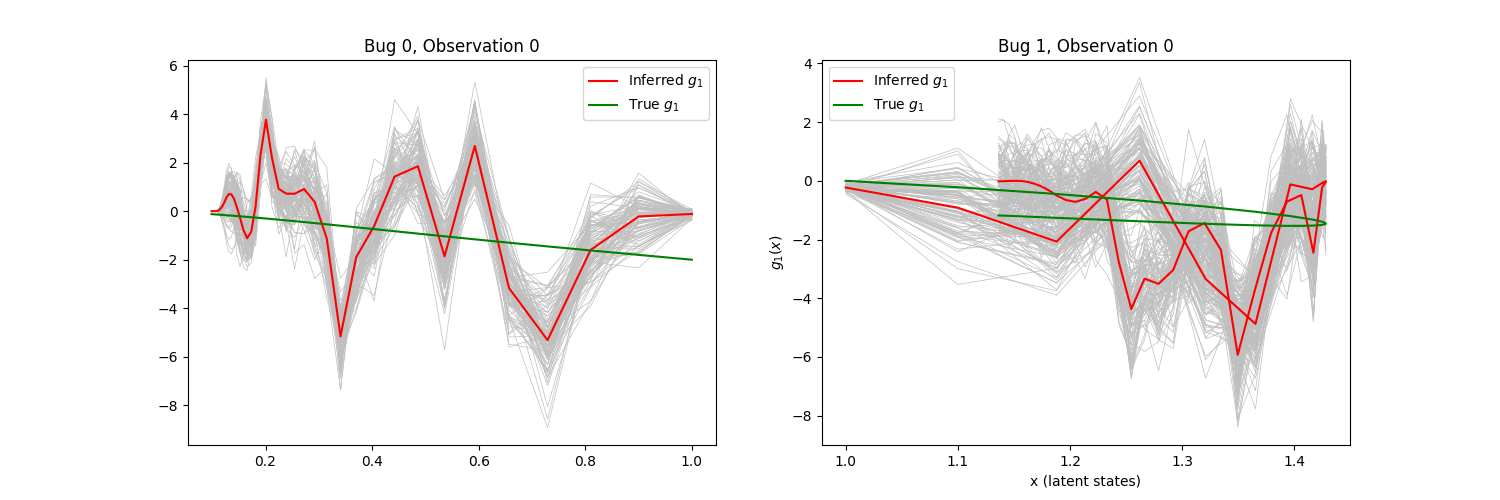 Bug 0, Observation 0
6
4
2
0
−2
−4
−6
−8
0.2 0.4 0.6 0.8 1.0
Inferred g₁
True g₁
Bug 1, Observation 0
4
2
0
−2
−4
−6
−8
g₁(x)
1.0 1.1 1.2 1.3 1.4
x (latent states)
Inferred g₁
True g₁